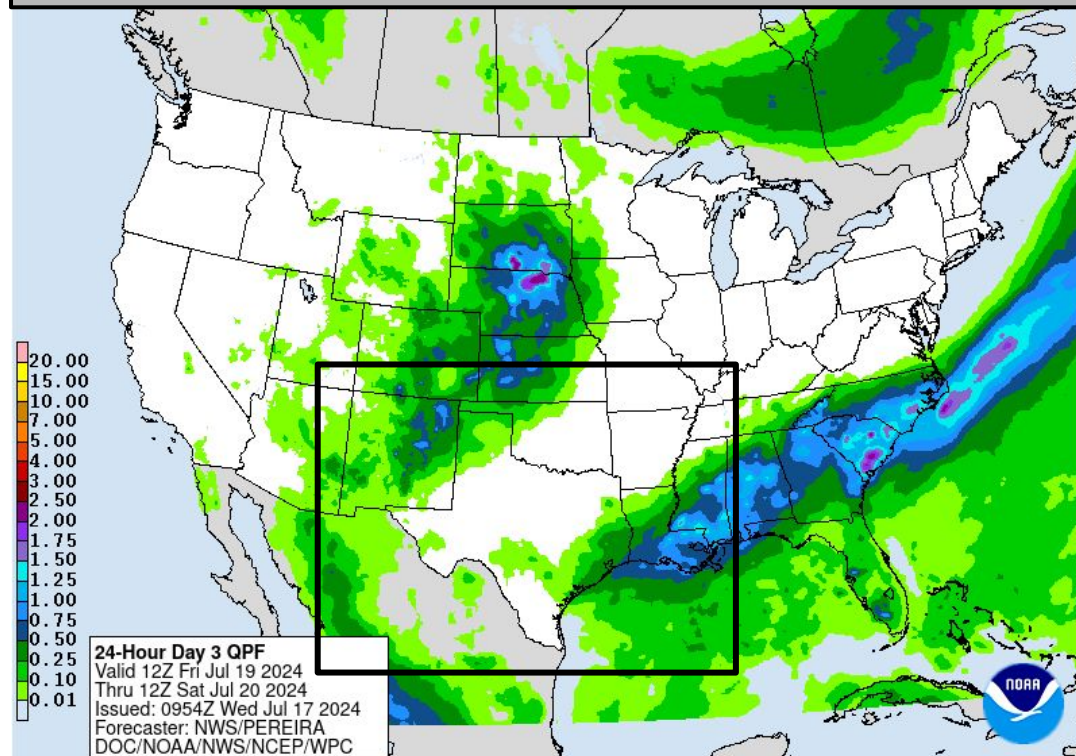 20.00
15.00
10.00
7.00
5.00
4.00
3.00
2.50
2.00
1.75
1.50
1.25
1.00
0.75
0.50
0.25
0.10
0.01
24-Hour Day 3 QPF
Valid 12Z Fri Jul 19 2024
Thru 12Z Sat Jul 20 2024
Issued: 0954Z Wed Jul 17 2024
Forecaster: NWS/PEREIRA
DOC/NOAA/NWS/NCEP/WPC
NOAA